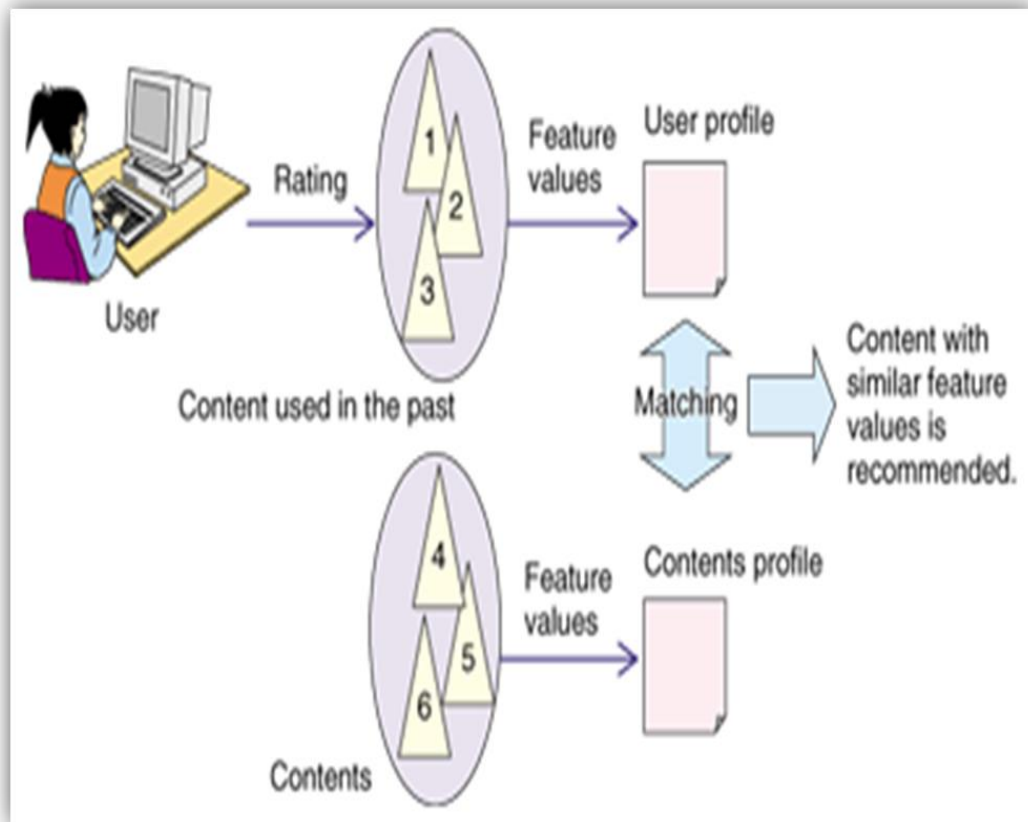 User
Rating
Content used in the past
1
2
3
Feature
values
User profile
Matching
Content with
similar feature
values is
recommended.
4
5
6
Contents
Feature
values
Contents profile